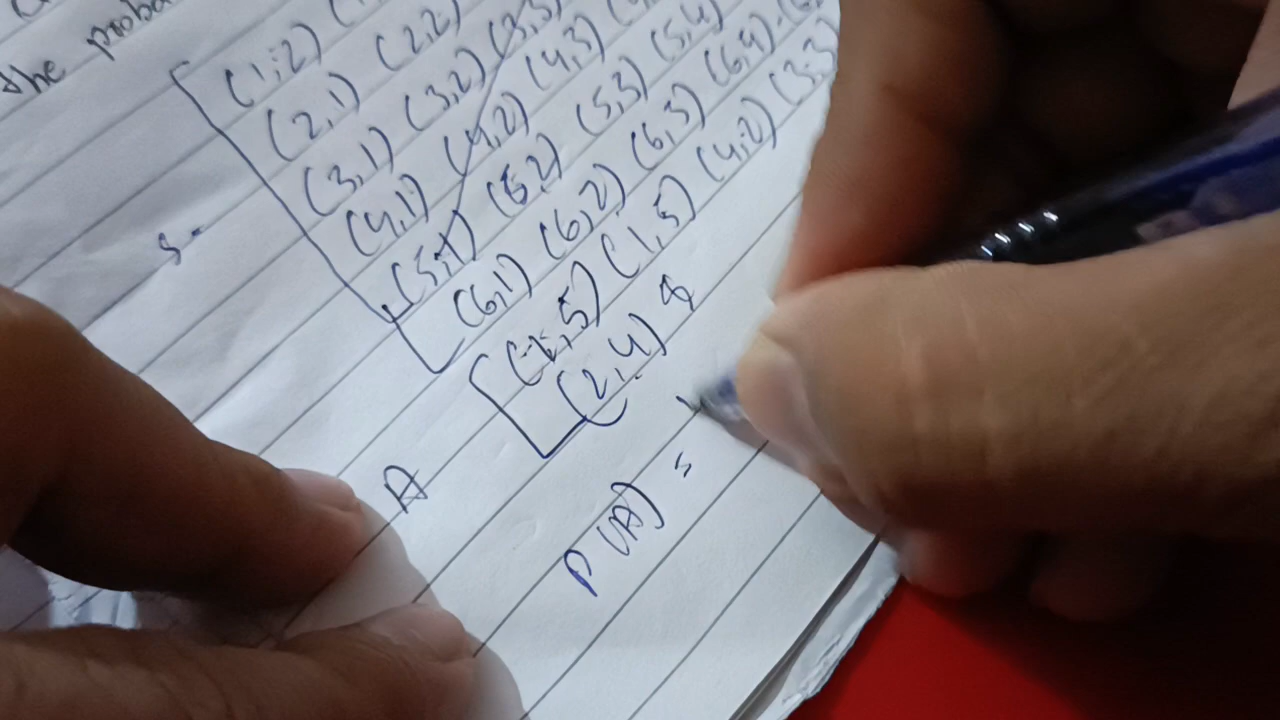 the proba
(1,2)
(2,1) (2,2)
(3,1) (3,2) (3,3)
S = (4,1) (4,2) (4,3)
(5,1) (5,2) (5,3) (5,4)
(6,1) (6,2) (6,3) (6,4)
(1,5) (1,5) (4,2) (3,3
A (2,4)
P(A) =